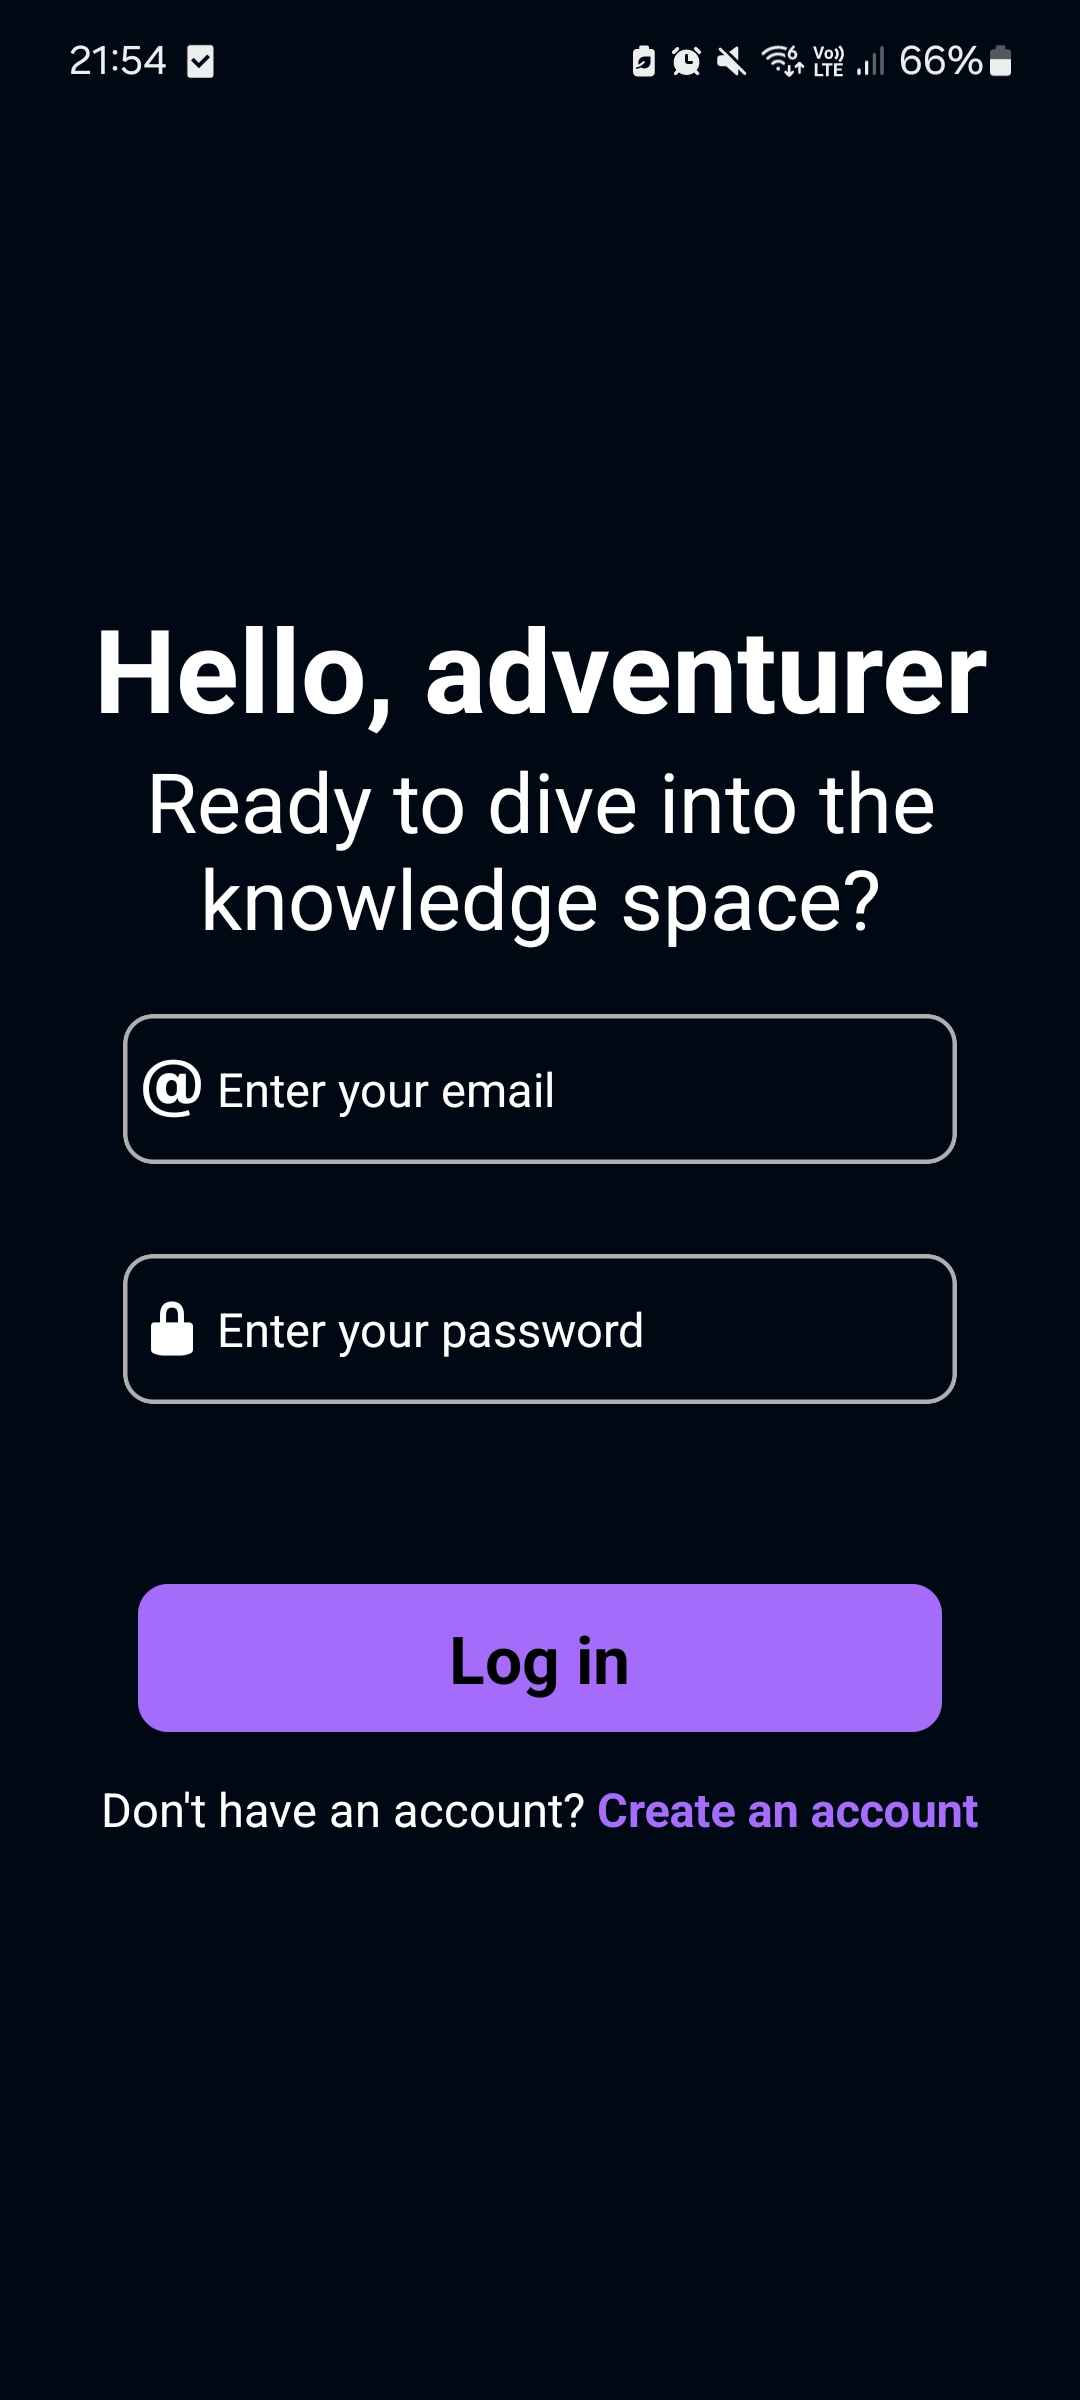 21:54 Vo)) LTE 6 66%
Hello, adventurer
Ready to dive into the
knowledge space?
@ Enter your email
Enter your password
Log in
Don't have an account? Create an account